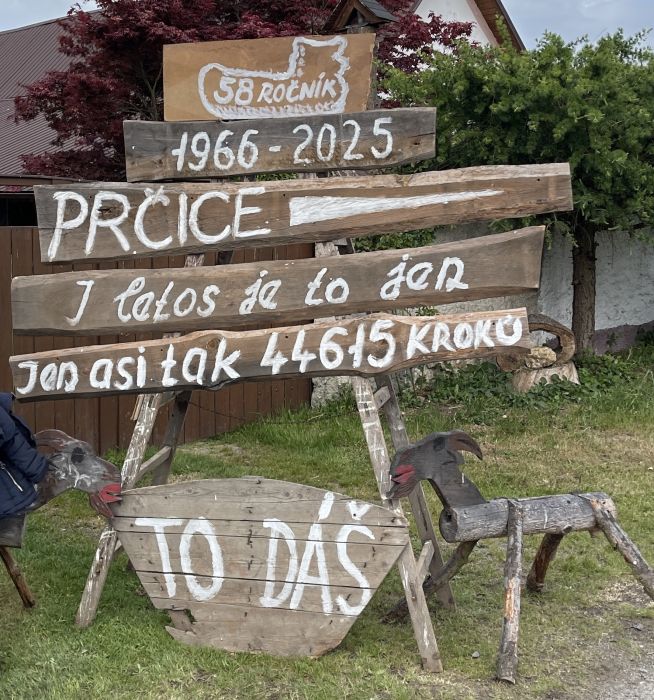 58 ROČNÍK
1966 - 2025
PRČICE
I letos je to jen
jen asi tak 44615 KROKŮ
TO DÁŠ